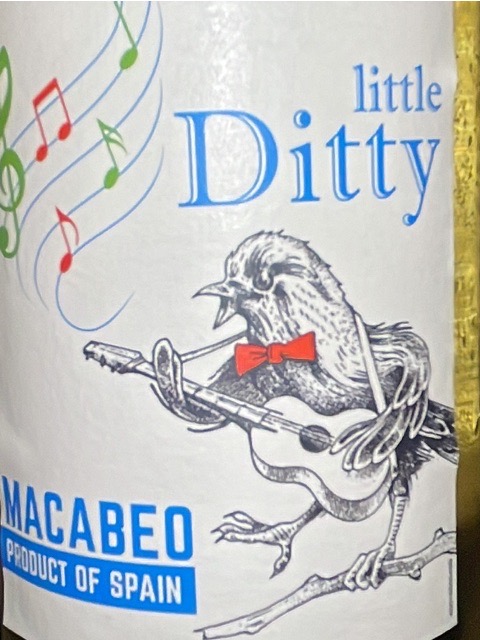 little
Ditty
MACABEO
PRODUCT OF SPAIN